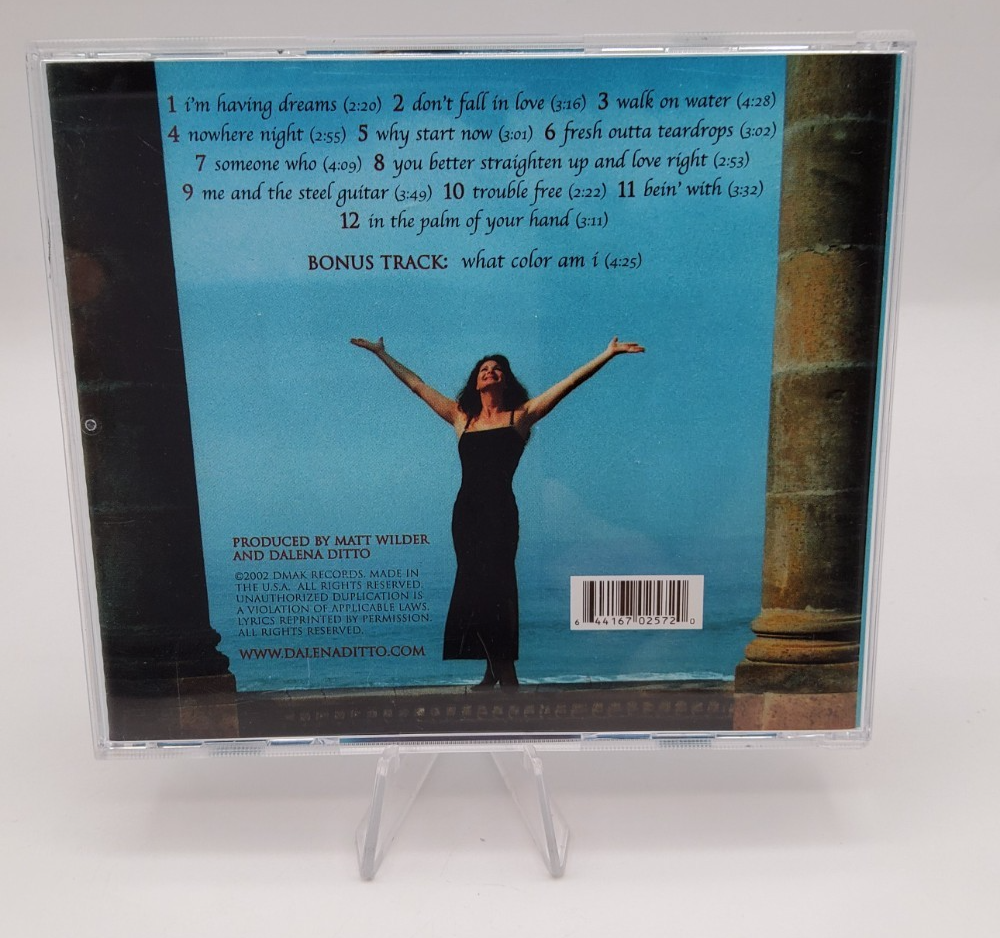 1 i'm having dreams (2:20) 2 don't fall in love (3:16) 3 walk on water (4:28)
4 nowhere night (2:55) 5 why start now (3:01) 6 fresh outta teardrops (3:02)
7 someone who (4:09) 8 you better straighten up and love right (2:53)
9 me and the steel guitar (3:49) 10 trouble free (2:22) 11 bein' with (3:32)
12 in the palm of your hand (3:11)
BONUS TRACK: what color am i (4:25)
PRODUCED BY MATT WILDER
AND DALENA DITTO
©2002 DMAK RECORDS. MADE IN
THE U.S.A. ALL RIGHTS RESERVED.
UNAUTHORIZED DUPLICATION IS
A VIOLATION OF APPLICABLE LAWS.
LYRICS REPRINTED BY PERMISSION.
ALL RIGHTS RESERVED.
WWW.DALENADITTO.COM
6 44167 02572 0